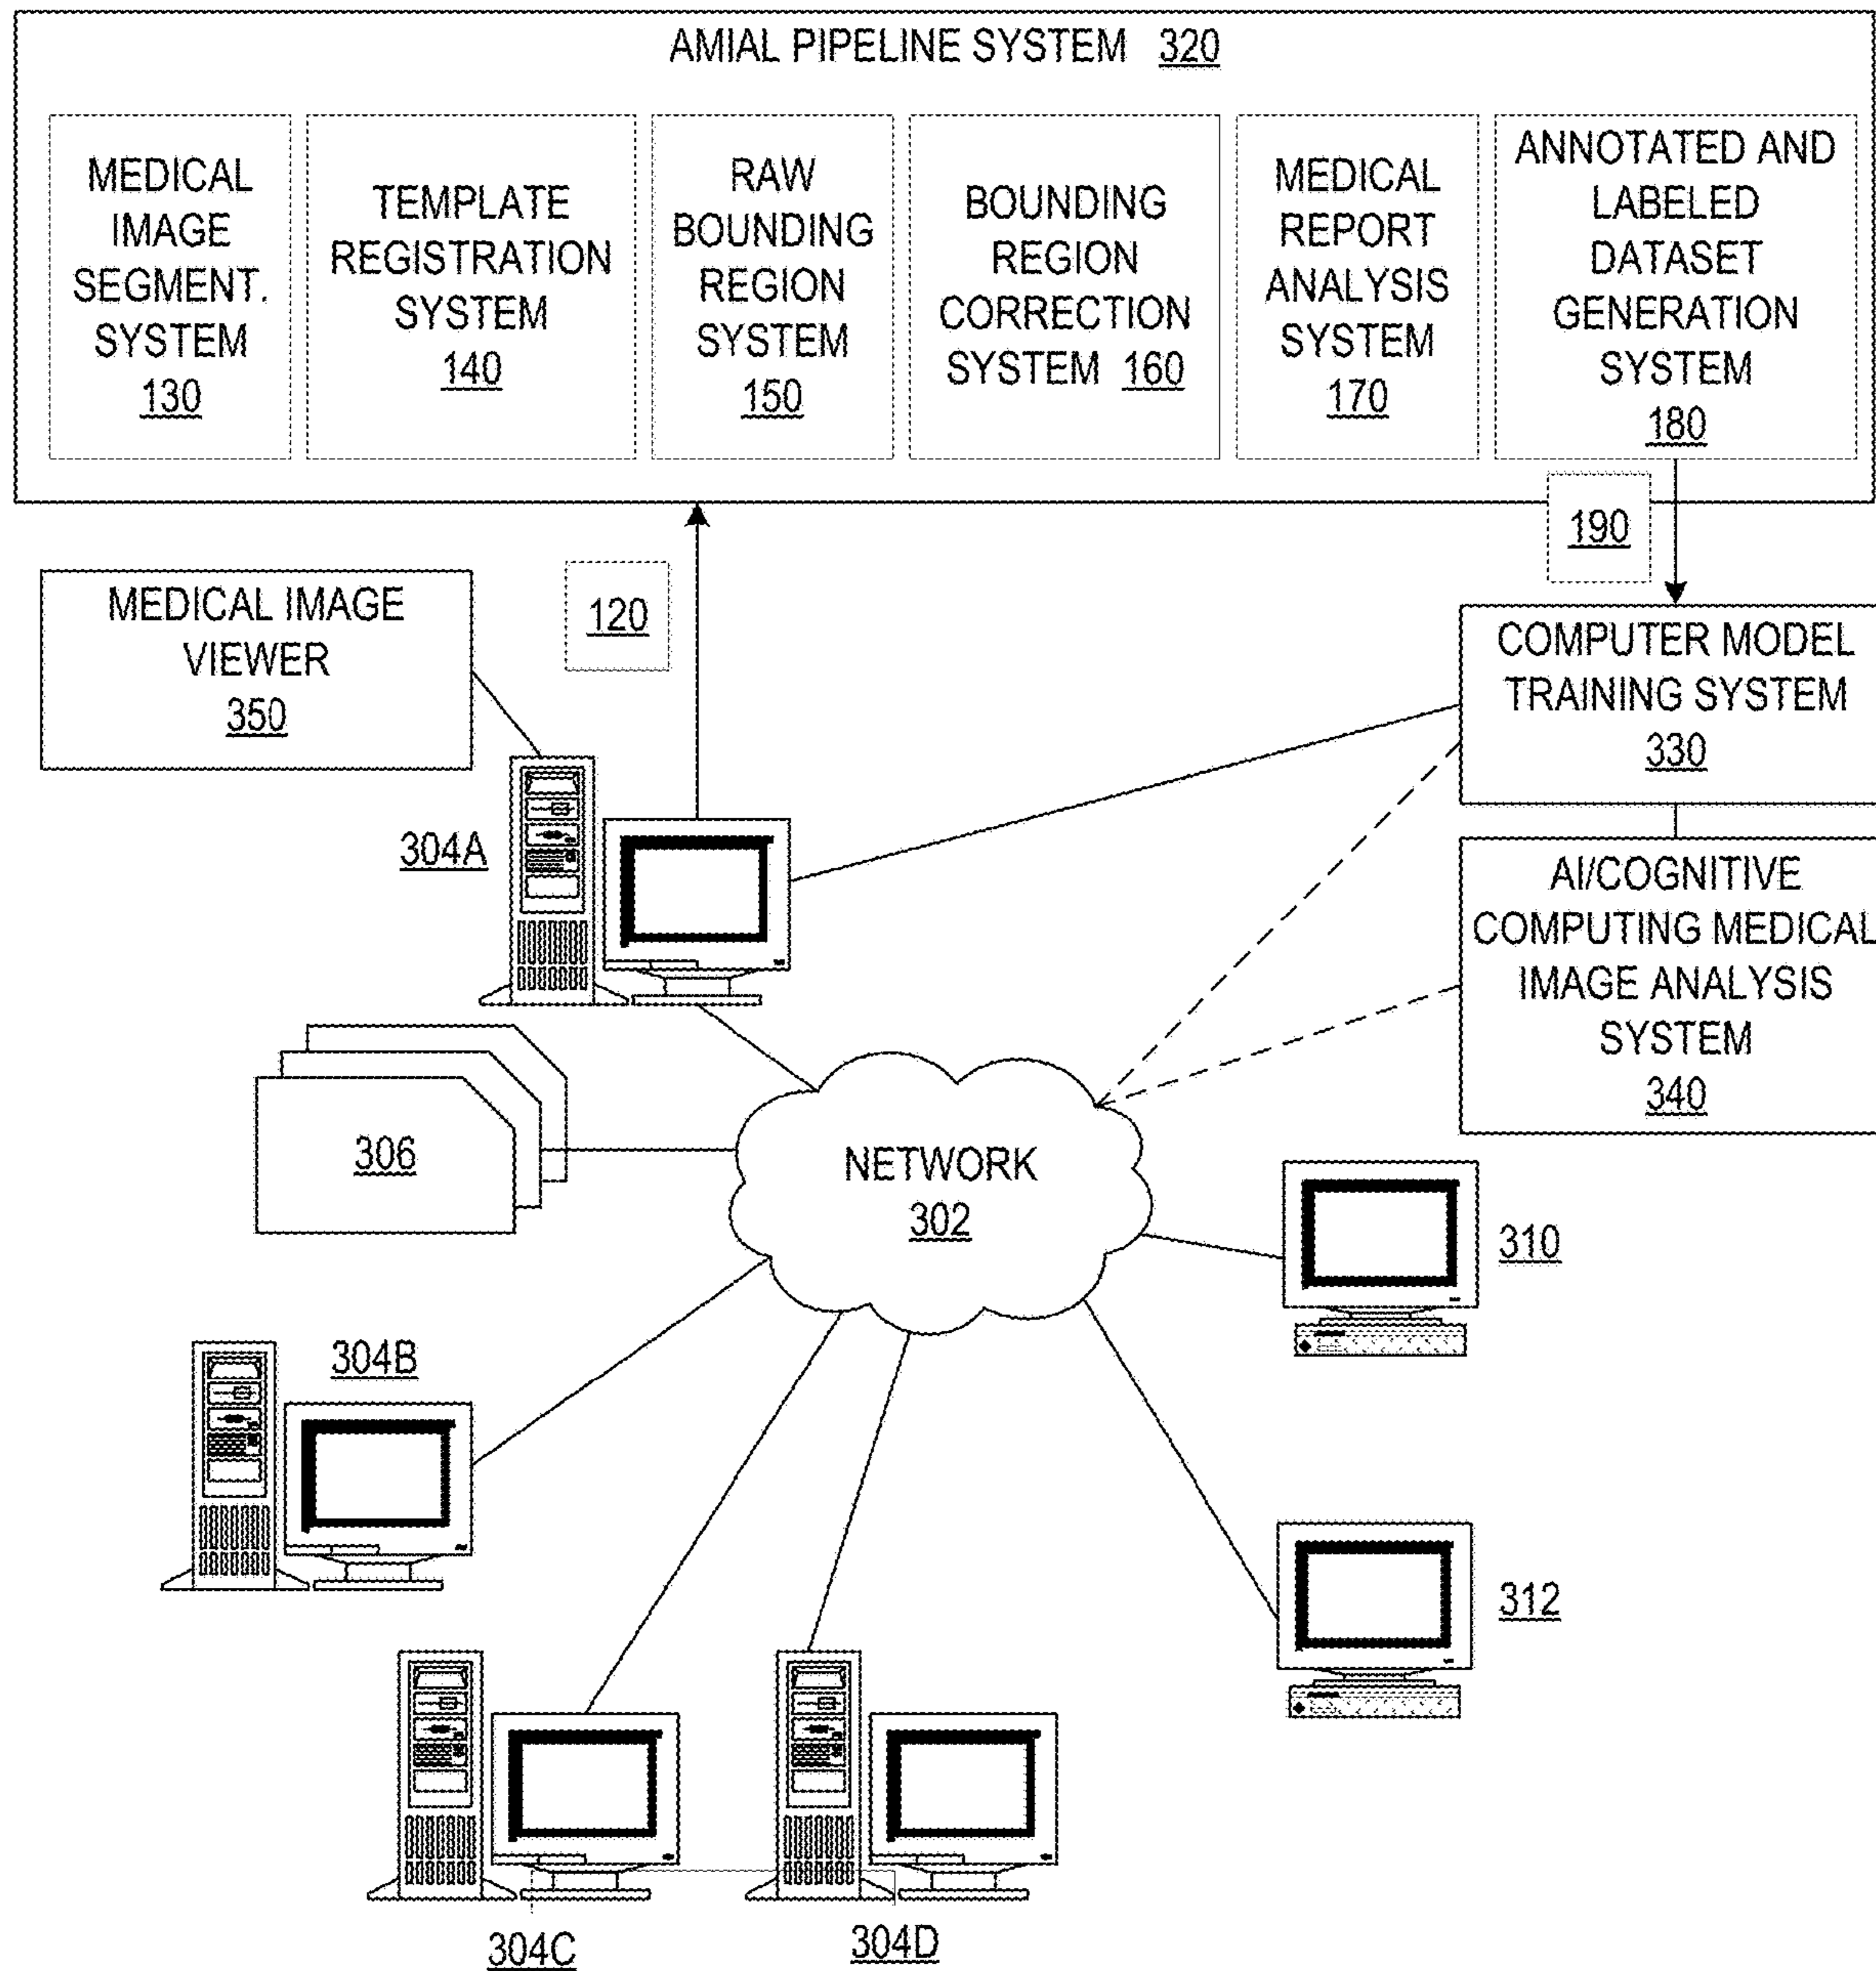 AMIAL PIPELINE SYSTEM 320
MEDICAL
IMAGE
SEGMENT.
SYSTEM
130
TEMPLATE
REGISTRATION
SYSTEM
140
RAW
BOUNDING
REGION
SYSTEM
150
BOUNDING
REGION
CORRECTION
SYSTEM 160
MEDICAL
REPORT
ANALYSIS
SYSTEM
170
ANNOTATED AND
LABELED
DATASET
GENERATION
SYSTEM
180
190
120
MEDICAL IMAGE
VIEWER
350
COMPUTER MODEL
TRAINING SYSTEM
330
304A
AI/COGNITIVE
COMPUTING MEDICAL
IMAGE ANALYSIS
SYSTEM
340
306
NETWORK
302
310
304B
312
304C
304D